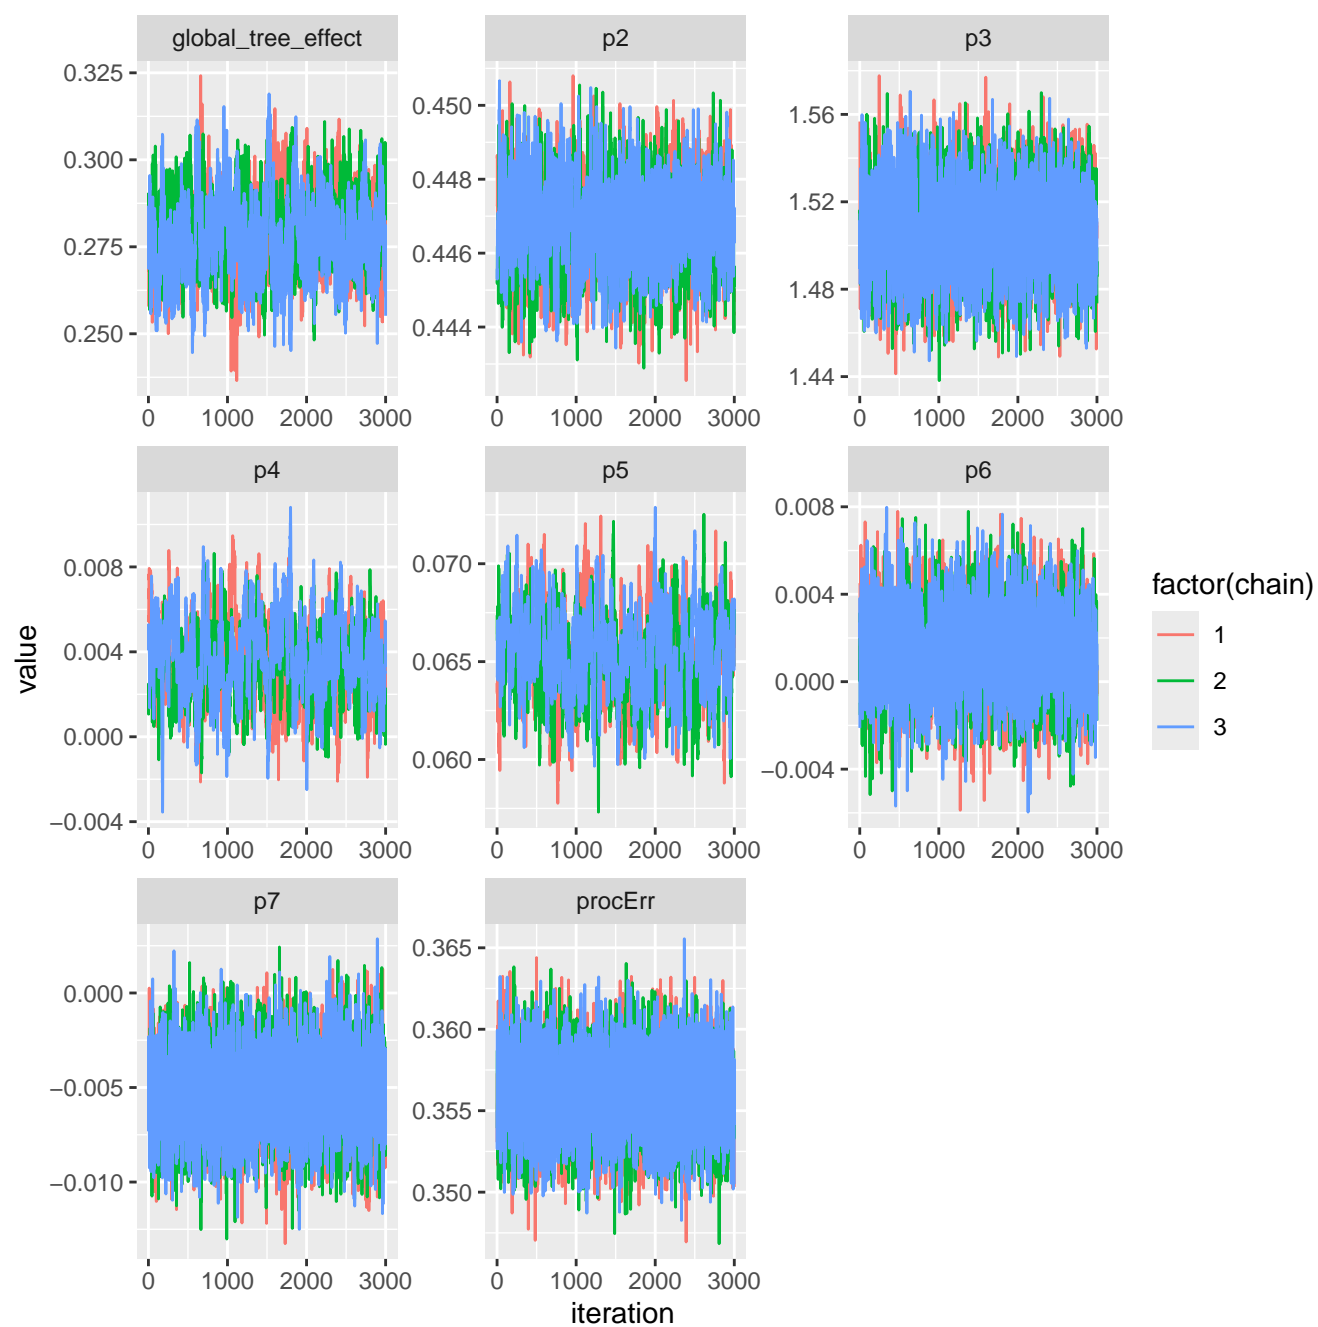 global_tree_effect
p2
p3
0.325
0.300
0.275
0.250
0.450
0.448
0.446
0.444
1.56
1.52
1.48
1.44
0 1000 2000 3000
0 1000 2000 3000
0 1000 2000 3000
p4
p5
p6
0.008
0.004
0.000
−0.004
0.070
0.065
0.060
0.008
0.004
0.000
−0.004
0 1000 2000 3000
0 1000 2000 3000
0 1000 2000 3000
p7
procErr
0.000
−0.005
−0.010
0.365
0.360
0.355
0.350
0 1000 2000 3000
0 1000 2000 3000
iteration
value
factor(chain)
1
2
3